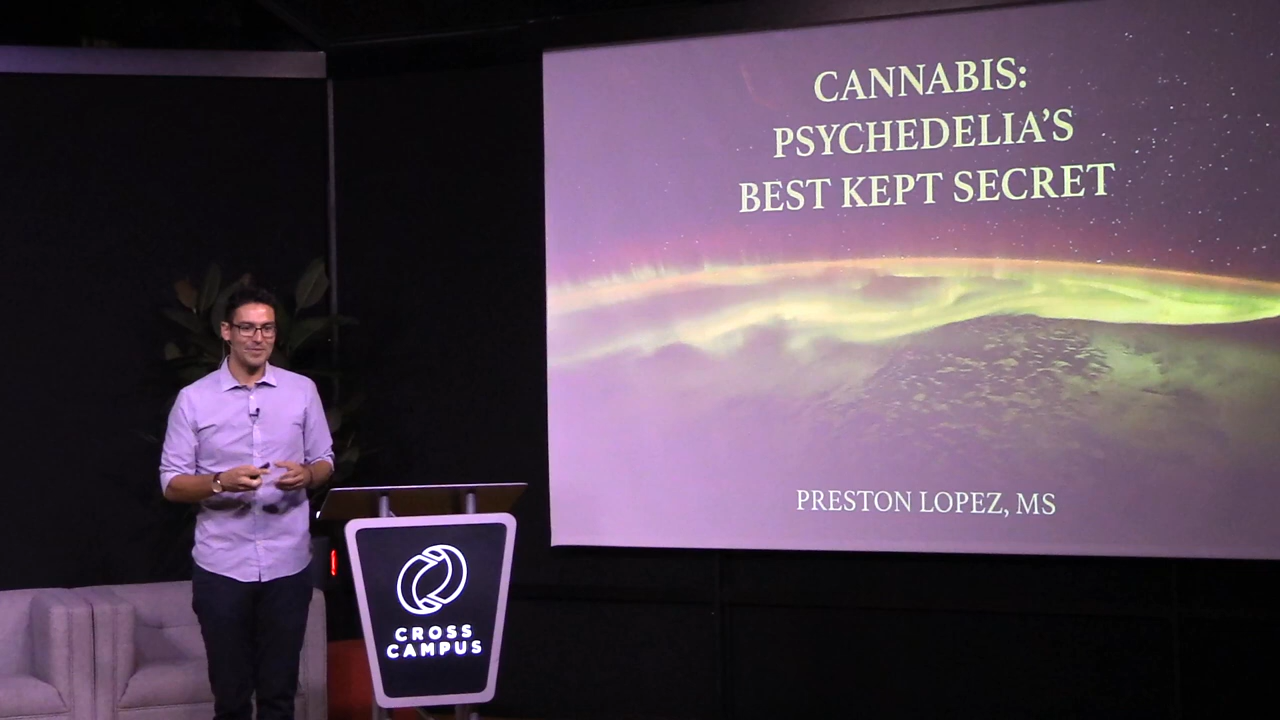 CANNABIS:
PSYCHEDELIA'S
BEST KEPT SECRET
PRESTON LOPEZ, MS
CROSS
CAMPUS